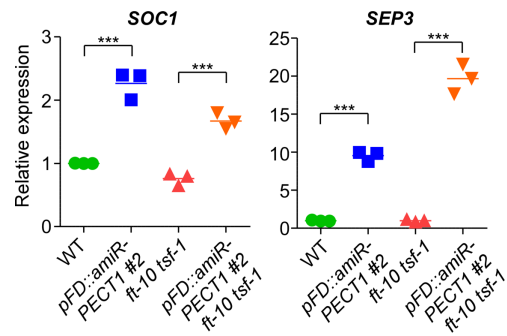 SOC1
Relative expression
3
2
1
0
***
***
WT
pFD::amiR-
PECT1 #2
ft-10 tsf-1
pFD::amiR-
PECT1 #2
ft-10 tsf-1
SEP3
25
20
15
10
5
0
***
***
WT
pFD::amiR-
PECT1 #2
ft-10 tsf-1
pFD::amiR-
PECT1 #2
ft-10 tsf-1